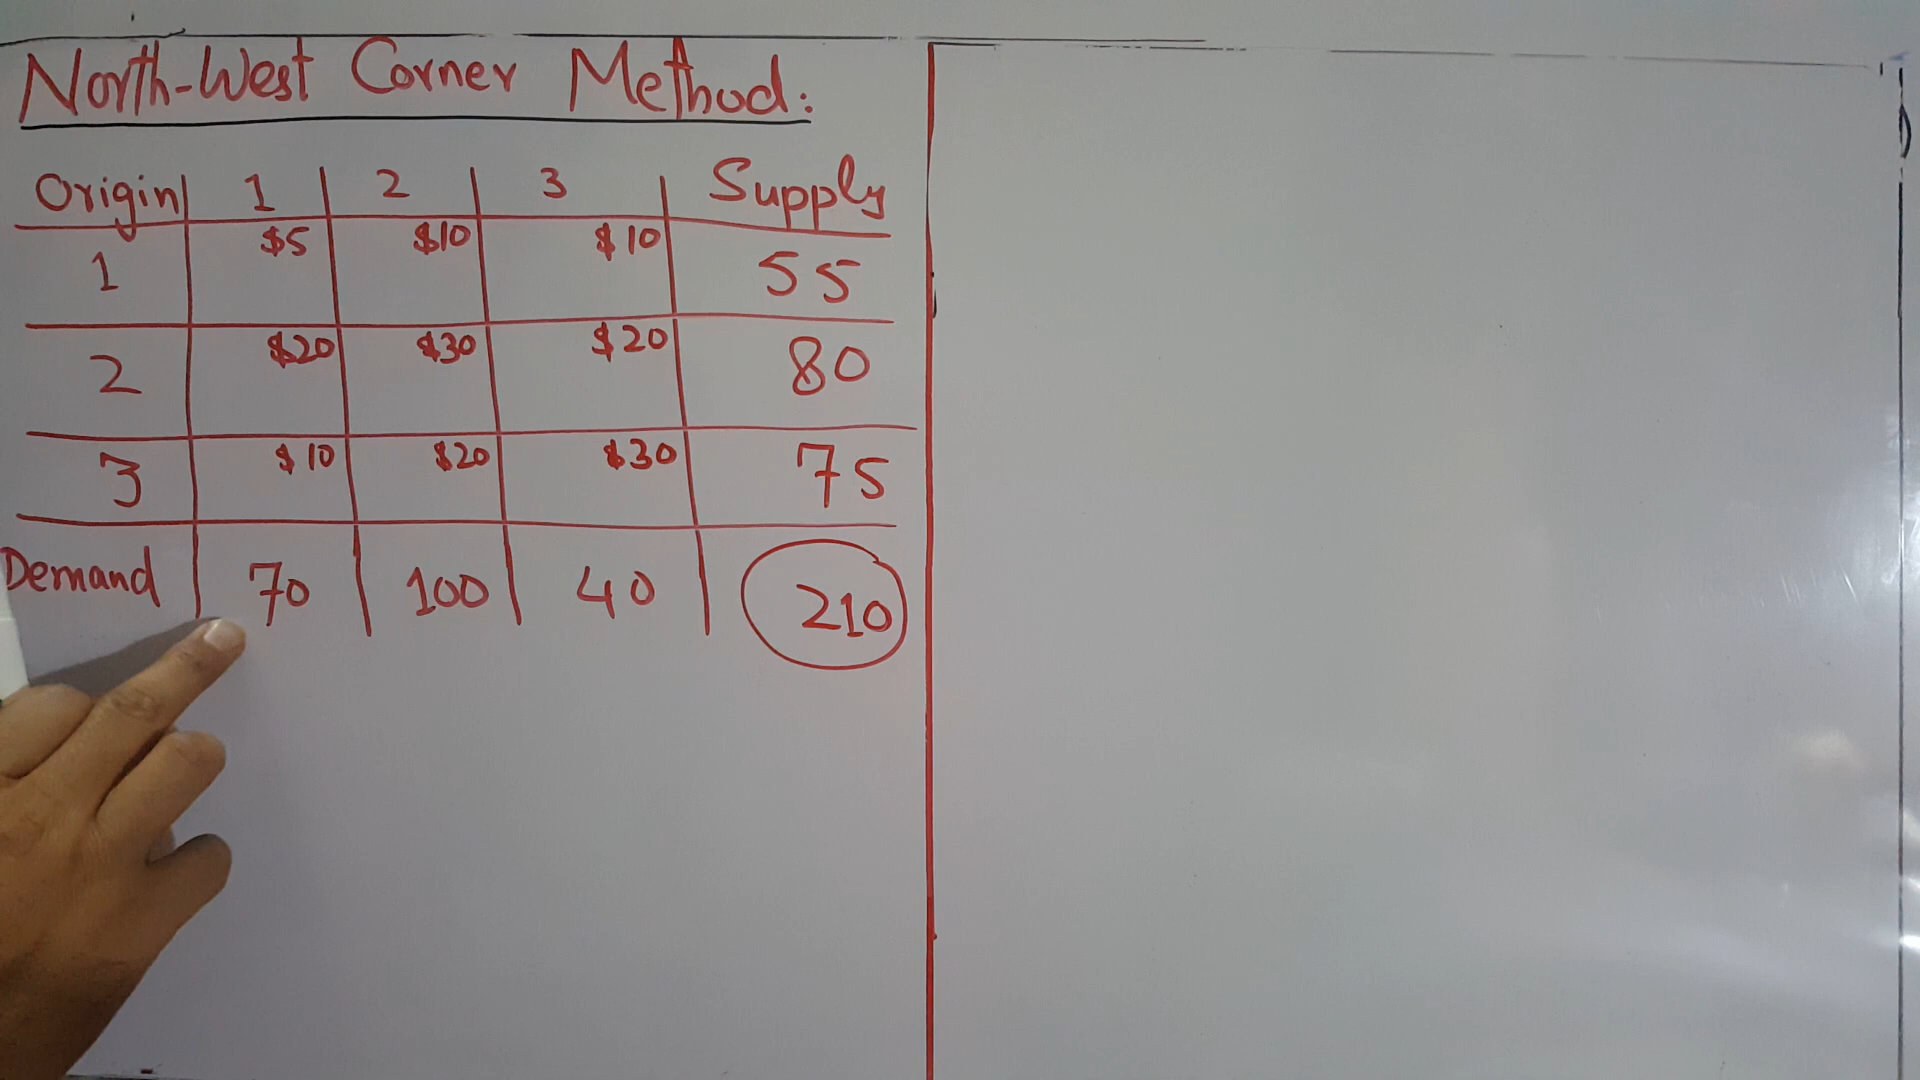 North-West Corner Method:
Origin 1 2 3 Supply
1 $5 $10 $10 55
2 $20 $30 $20 80
3 $10 $20 $30 75
Demand 70 100 40 210